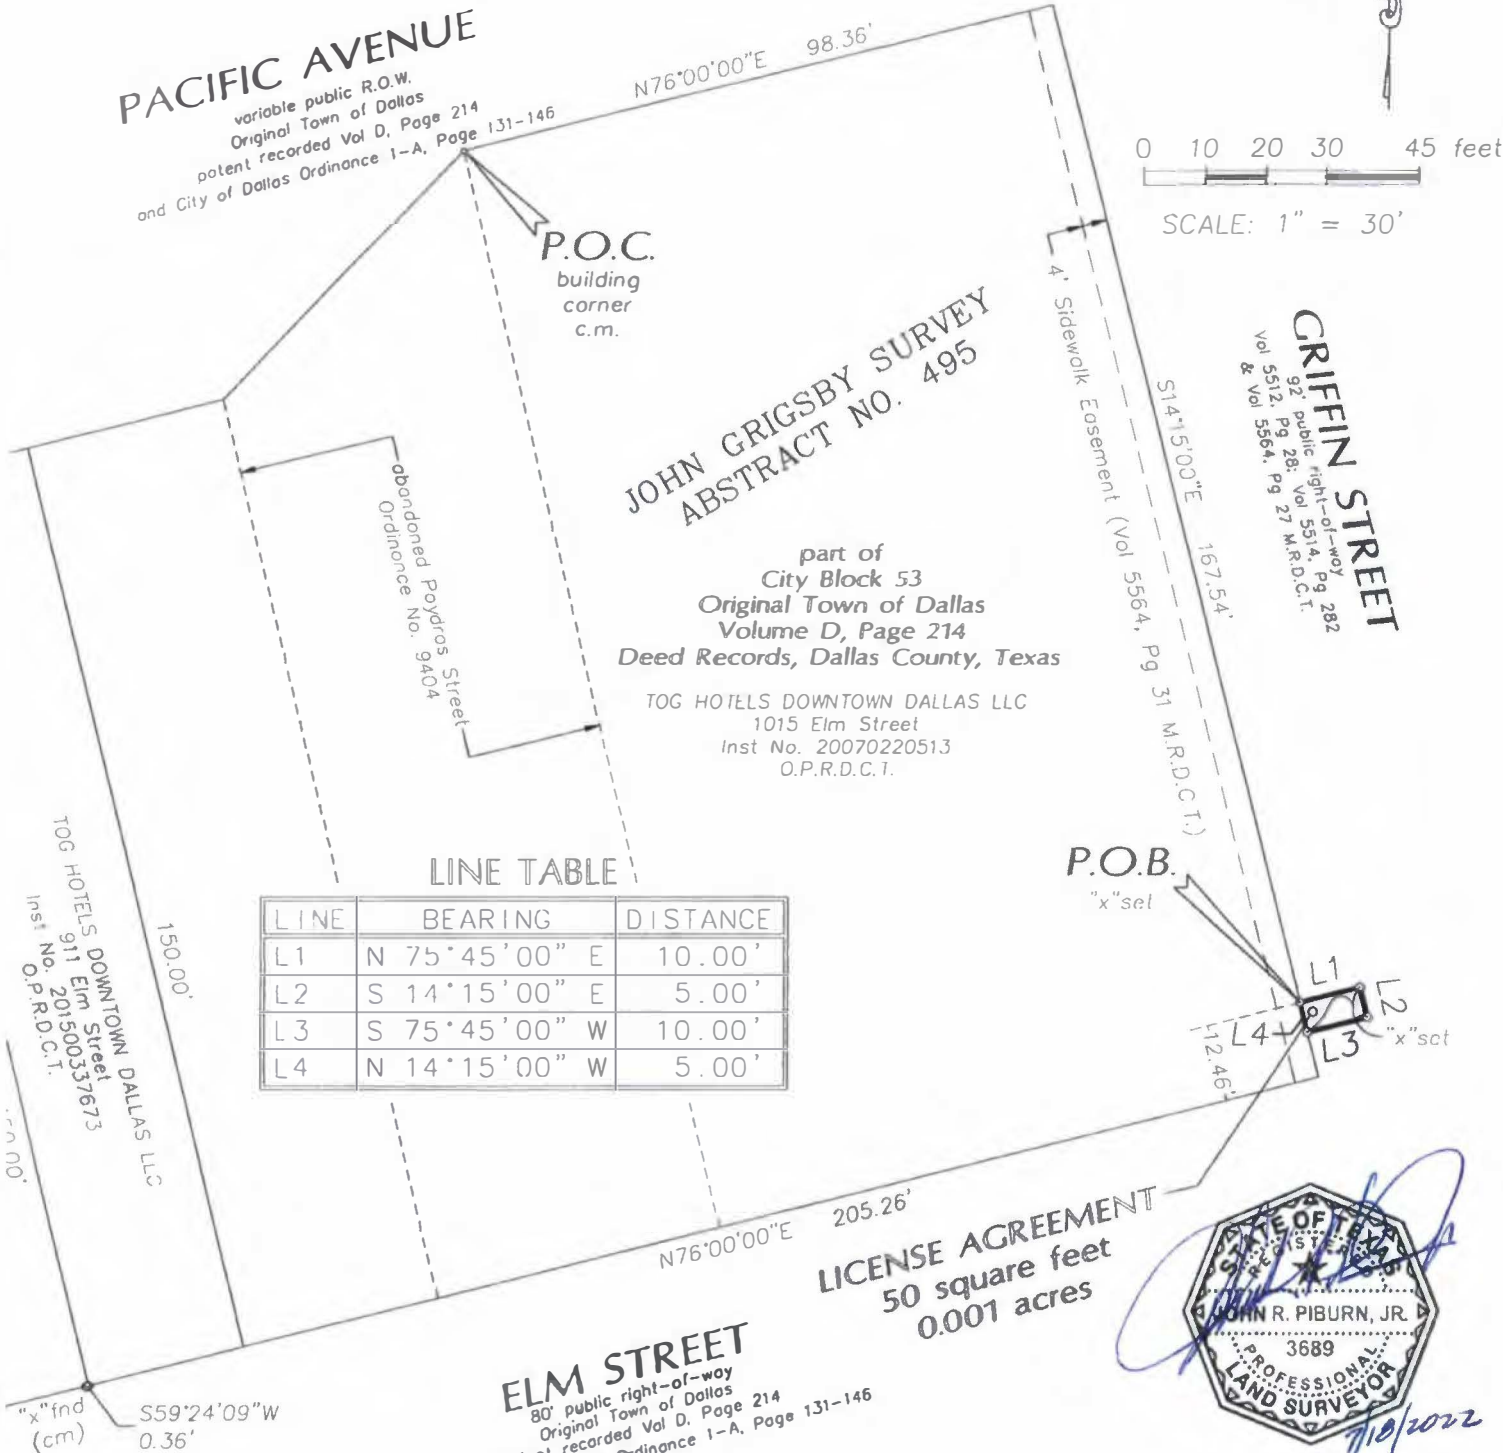 PACIFIC AVENUE
variable public R.O.W.
Original Town of Dallas
patent recorded Vol D, Page 214
and City of Dallas Ordinance 1-A, Page 131-146
N76°00'00"E 98.36'
0 10 20 30 45 feet
SCALE: 1" = 30'
P.O.C.
building
corner
c.m.
4' Sidewalk Easement (Vol 5564, Pg 31 M.R.D.C.T.)
JOHN GRIGSBY SURVEY
ABSTRACT NO. 495
S14°15'00"E 167.54'
GRIFFIN STREET
92' public right-of-way
Vol 5512, Pg 28; Vol 5514, Pg 282
& Vol 5564, Pg 27 M.R.D.C.T.
abandoned Poydras Street
Ordinance No. 9404
part of
City Block 53
Original Town of Dallas
Volume D, Page 214
Deed Records, Dallas County, Texas
TOG HOTELS DOWNTOWN DALLAS LLC
1015 Elm Street
Inst No. 20070220513
O.P.R.D.C.T.
TOG HOTELS DOWNTOWN DALLAS LLC
911 Elm Street
Inst No. 201500337673
O.P.R.D.C.T.
150.00'
LINE TABLE
LINE BEARING DISTANCE
L1 N 75°45'00" E 10.00'
L2 S 14°15'00" E 5.00'
L3 S 75°45'00" W 10.00'
L4 N 14°15'00" W 5.00'
P.O.B.
"x"set
L1
L2
L4
L3
"x"set
12.46'
N76°00'00"E 205.26'
LICENSE AGREEMENT
50 square feet
0.001 acres
STATE OF TEXAS
REGISTERED
JOHN R. PIBURN, JR.
3689
PROFESSIONAL
LAND SURVEYOR
7/18/2022
ELM STREET
80' public right-of-way
Original Town of Dallas
recorded Vol D, Page 214
Ordinance 1-A, Page 131-146
"x"fnd
(cm)
S59°24'09"W
0.36'